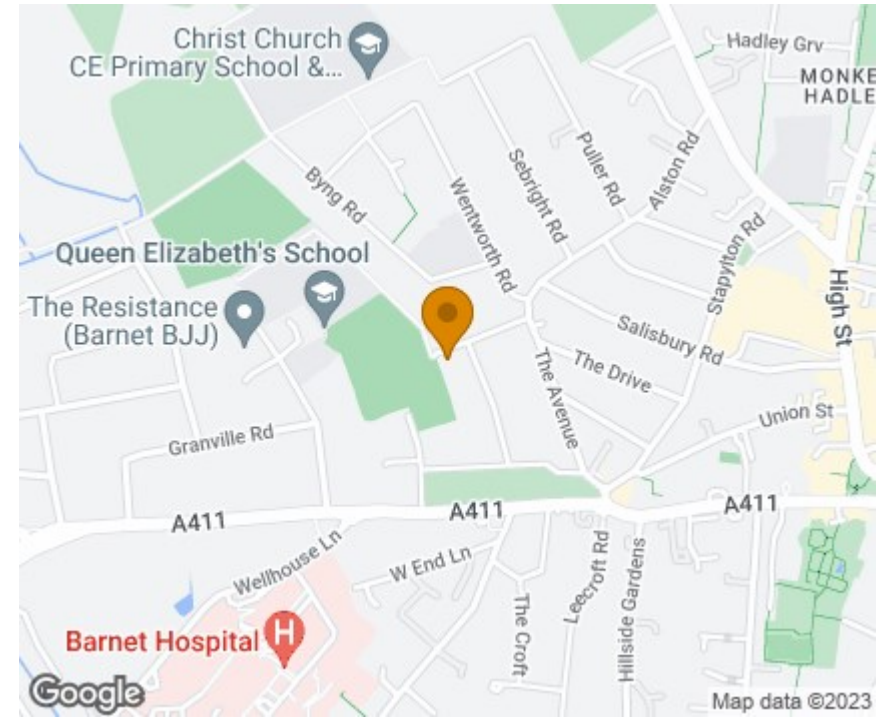 Christ Church
CE Primary School &...
Hadley Grv
MONKE
HADLE
Puller Rd
Alston Rd
Sebright Rd
Wentworth Rd
Byng Rd
Stapylton Rd
Queen Elizabeth's School
High St
The Resistance
(Barnet BJJ)
Salisbury Rd
The Drive
The Avenue
Union St
Granville Rd
A411
A411
A411
Wellhouse Ln
W End Ln
Leecroft Rd
Hillside Gardens
The Croft
Barnet Hospital
H
Google
Map data ©2023